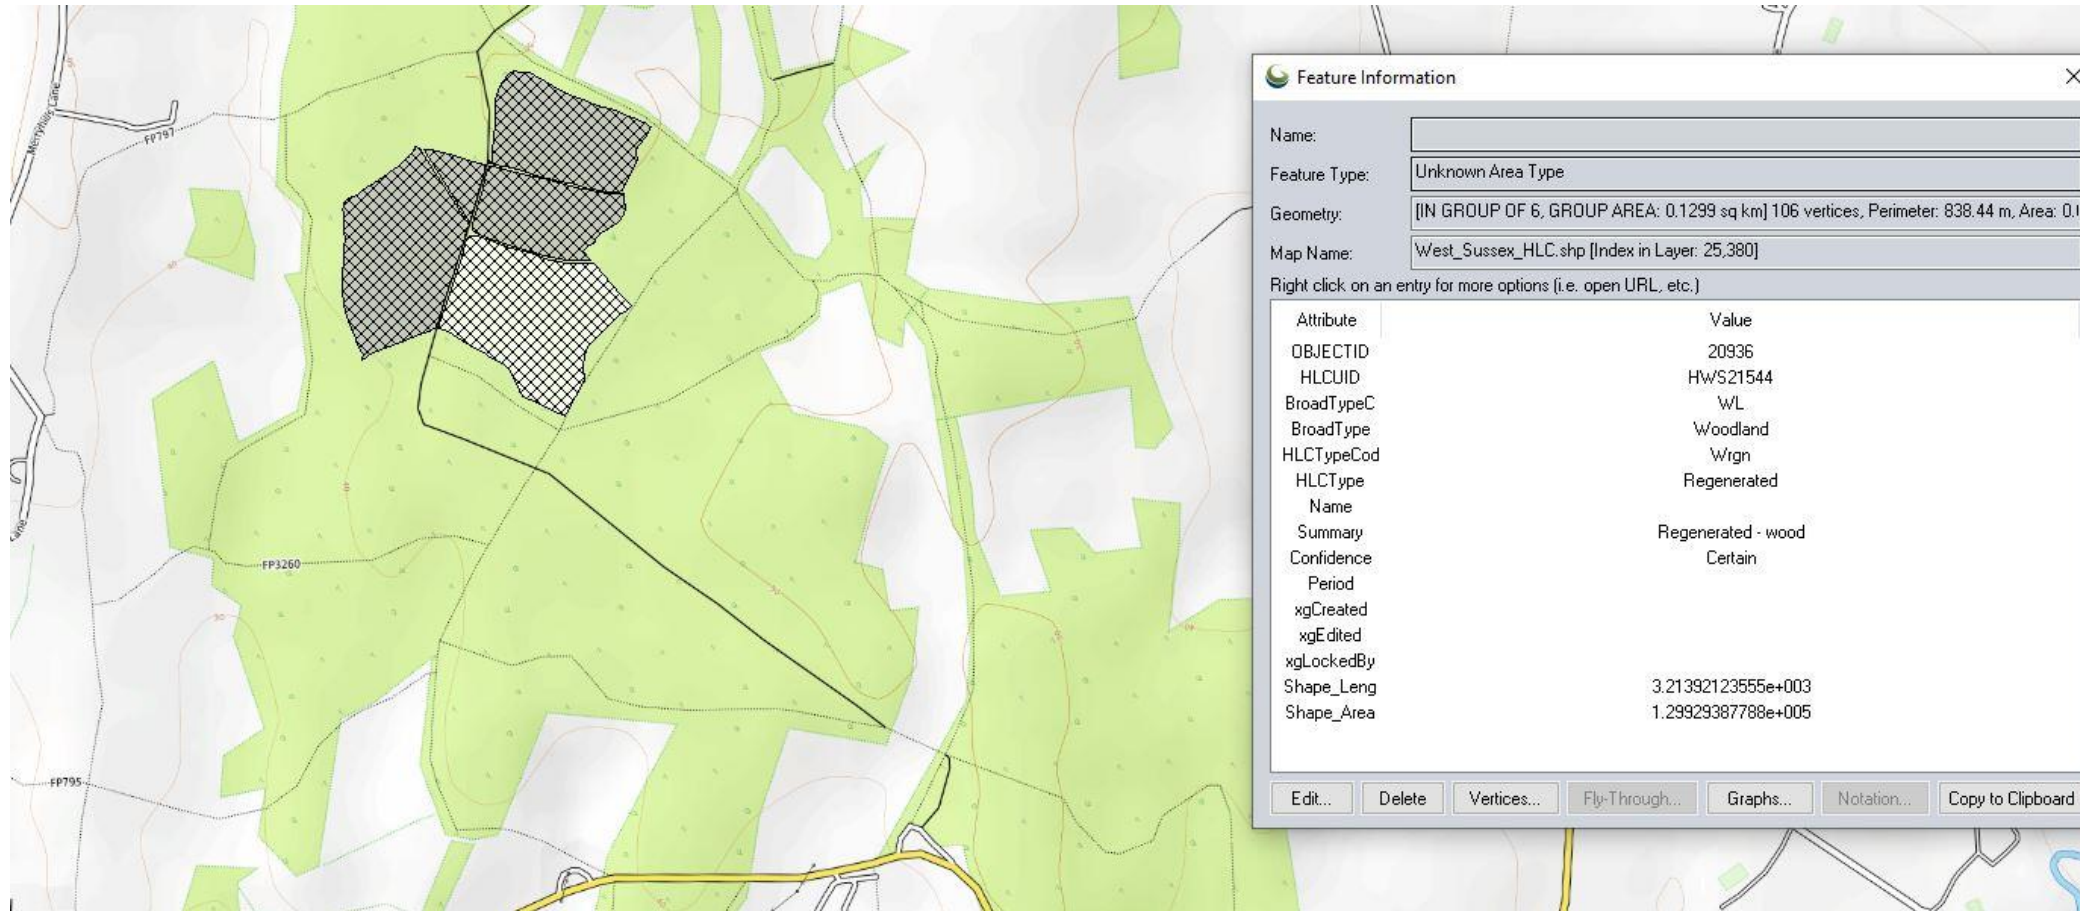 Merryhills Lane
FP797
Lane
FP3260
FP795
Feature Information
Name:
Feature Type: Unknown Area Type
Geometry: [IN GROUP OF 6, GROUP AREA: 0.1299 sq km] 106 vertices, Perimeter: 838.44 m, Area: 0.
Map Name: West_Sussex_HLC.shp [Index in Layer: 25,380]
Right click on an entry for more options (i.e. open URL, etc.)
Attribute Value
OBJECTID 20936
HLCUID HWS21544
BroadTypeC WL
BroadType Woodland
HLCTypeCod Wrgn
HLCType Regenerated
Name
Summary Regenerated - wood
Confidence Certain
Period
xgCreated
xgEdited
xgLockedBy
Shape_Leng 3.21392123555e+003
Shape_Area 1.29929387788e+005
Edit... Delete Vertices... Fly-Through... Graphs... Notation... Copy to Clipboard